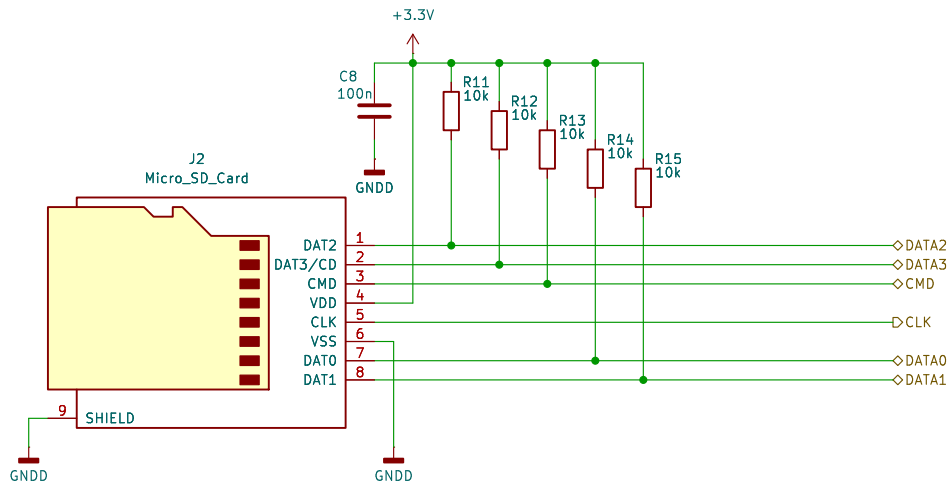 +3.3V
C8
100n
R11
10k
R12
10k
R13
10k
R14
10k
R15
10k
GNDD
J2
Micro_SD_Card
DAT2 1 DATA2
DAT3/CD 2 DATA3
CMD 3 CMD
VDD 4
CLK 5 CLK
VSS 6
DAT0 7 DATA0
DAT1 8 DATA1
9 SHIELD
GNDD
GNDD